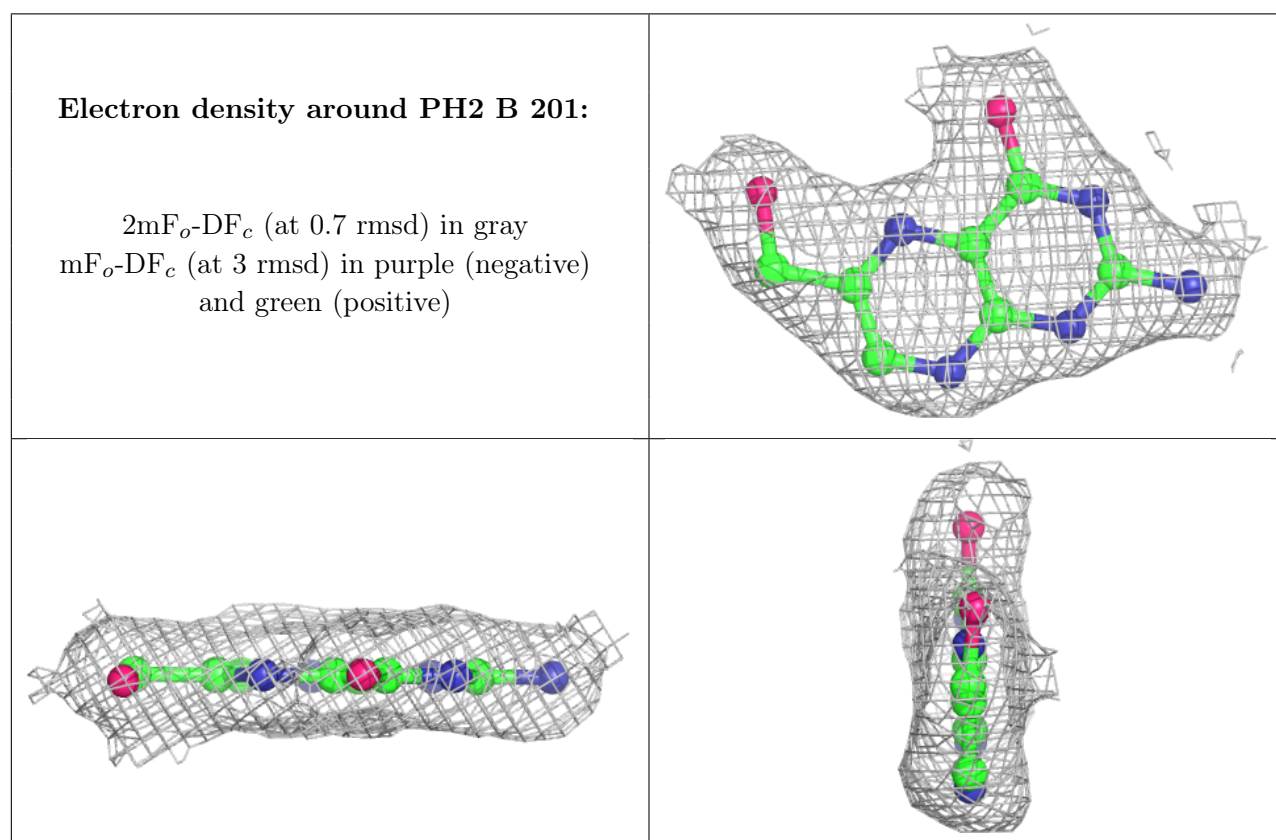 Electron density around PH2 B 201:
2mFo-DFc (at 0.7 rmsd) in gray
mFo-DFc (at 3 rmsd) in purple (negative)
and green (positive)